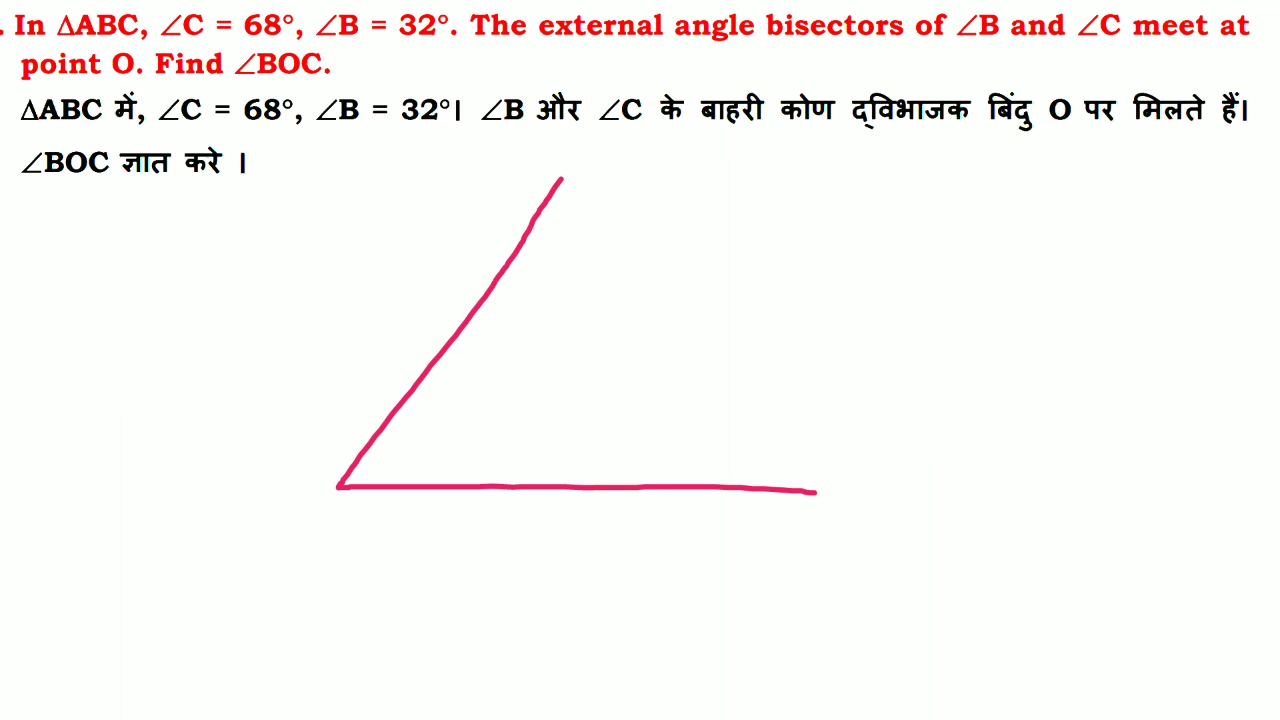 . In ΔABC, ∠C = 68°, ∠B = 32°. The external angle bisectors of ∠B and ∠C meet at
point O. Find ∠BOC.
ΔABC में, ∠C = 68°, ∠B = 32°। ∠B और ∠C के बाहरी कोण द्विभाजक बिंदु O पर मिलते हैं।
∠BOC ज्ञात करे ।